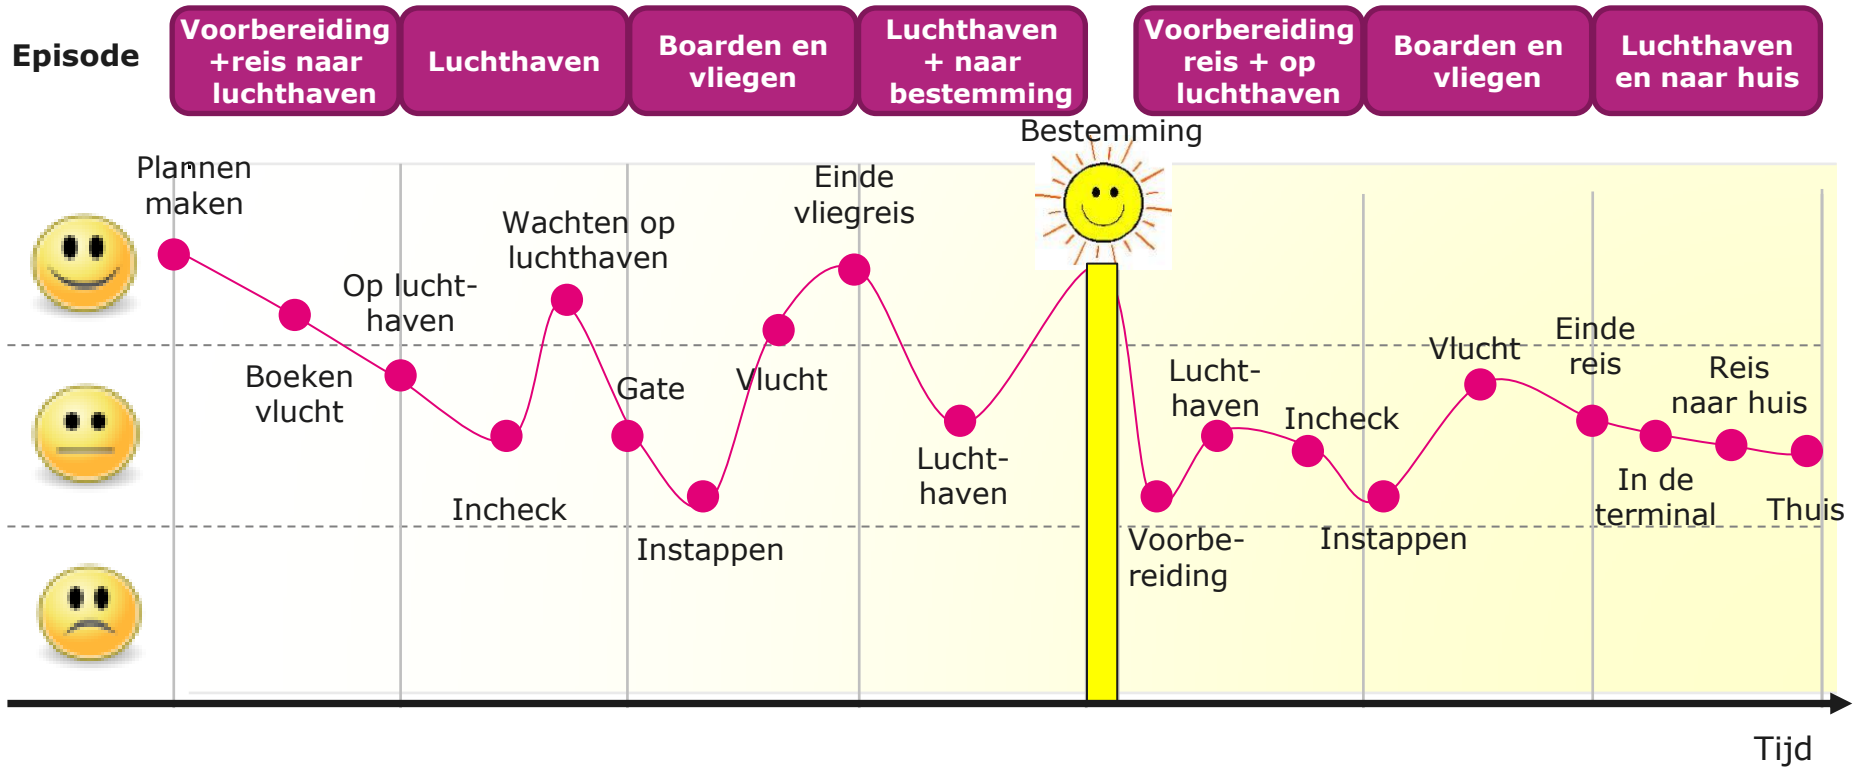 Episode
Voorbereiding
+reis naar
luchthaven
Luchthaven
Boarden en
vliegen
Luchthaven
+ naar
bestemming
Voorbereiding
reis + op
luchthaven
Boarden en
vliegen
Luchthaven
en naar huis
Bestemming
Plannen
maken
Boeken
vlucht
Op lucht-
haven
Incheck
Wachten op
luchthaven
Gate
Instappen
Vlucht
Einde
vliegreis
Lucht-
haven
Voorbe-
reiding
Lucht-
haven
Incheck
Instappen
Vlucht
Einde
reis
In de
terminal
Reis
naar huis
Thuis
Tijd